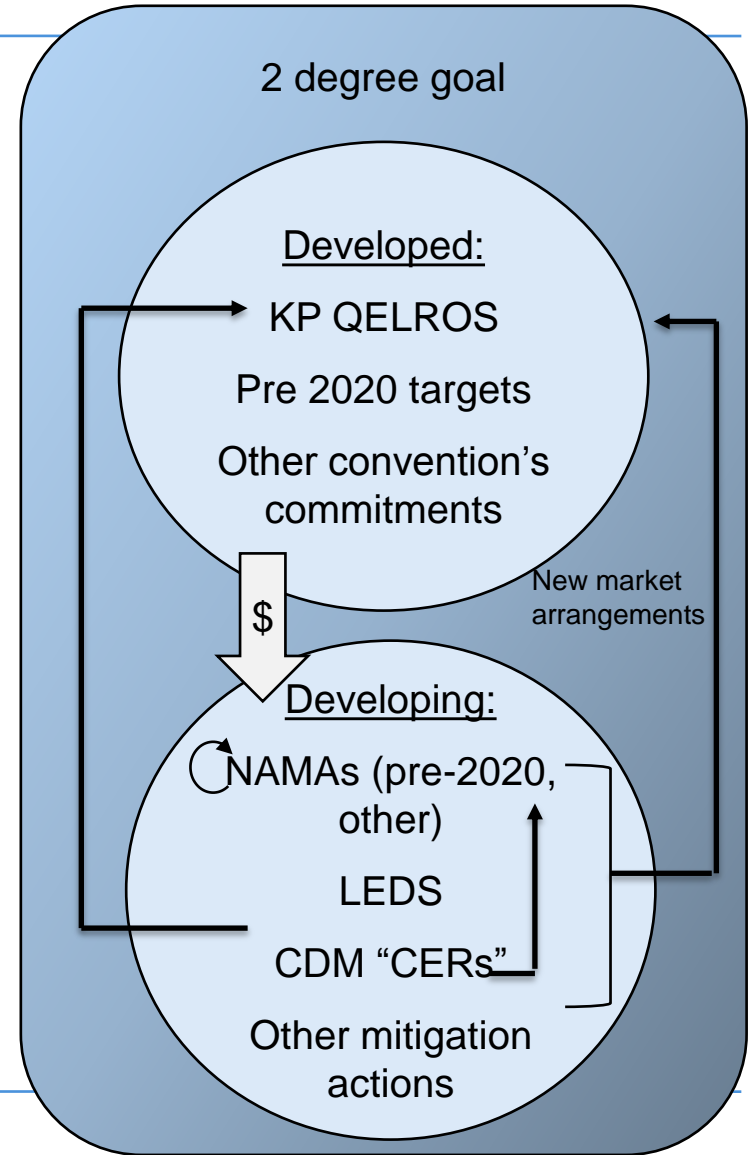 2 degree goal
Developed:
KP QELROS
Pre 2020 targets
Other convention’s
commitments
New market
arrangements
$
Developing:
NAMAs (pre-2020,
other)
LEDS
CDM “CERs”
Other mitigation
actions